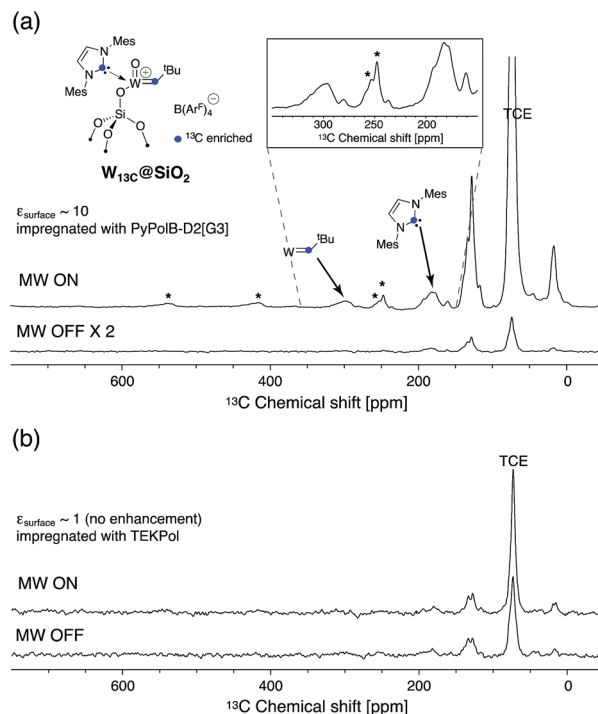 (a)
Mes
N
O
⊕
tBu
N
W
Mes
O
B(ArF)4 ⊖
Si
O
O
O
13C enriched
W13C@SiO2
* *
300 250 200
13C Chemical shift [ppm]
TCE
εsurface ~ 10
impregnated with PyPolB-D2[G3]
Mes
N
N
Mes
tBu
W
MW ON
* * * *
MW OFF X 2
600 400 200 0
13C Chemical shift [ppm]
(b)
TCE
εsurface ~ 1 (no enhancement)
impregnated with TEKPol
MW ON
MW OFF
600 400 200 0
13C Chemical shift [ppm]